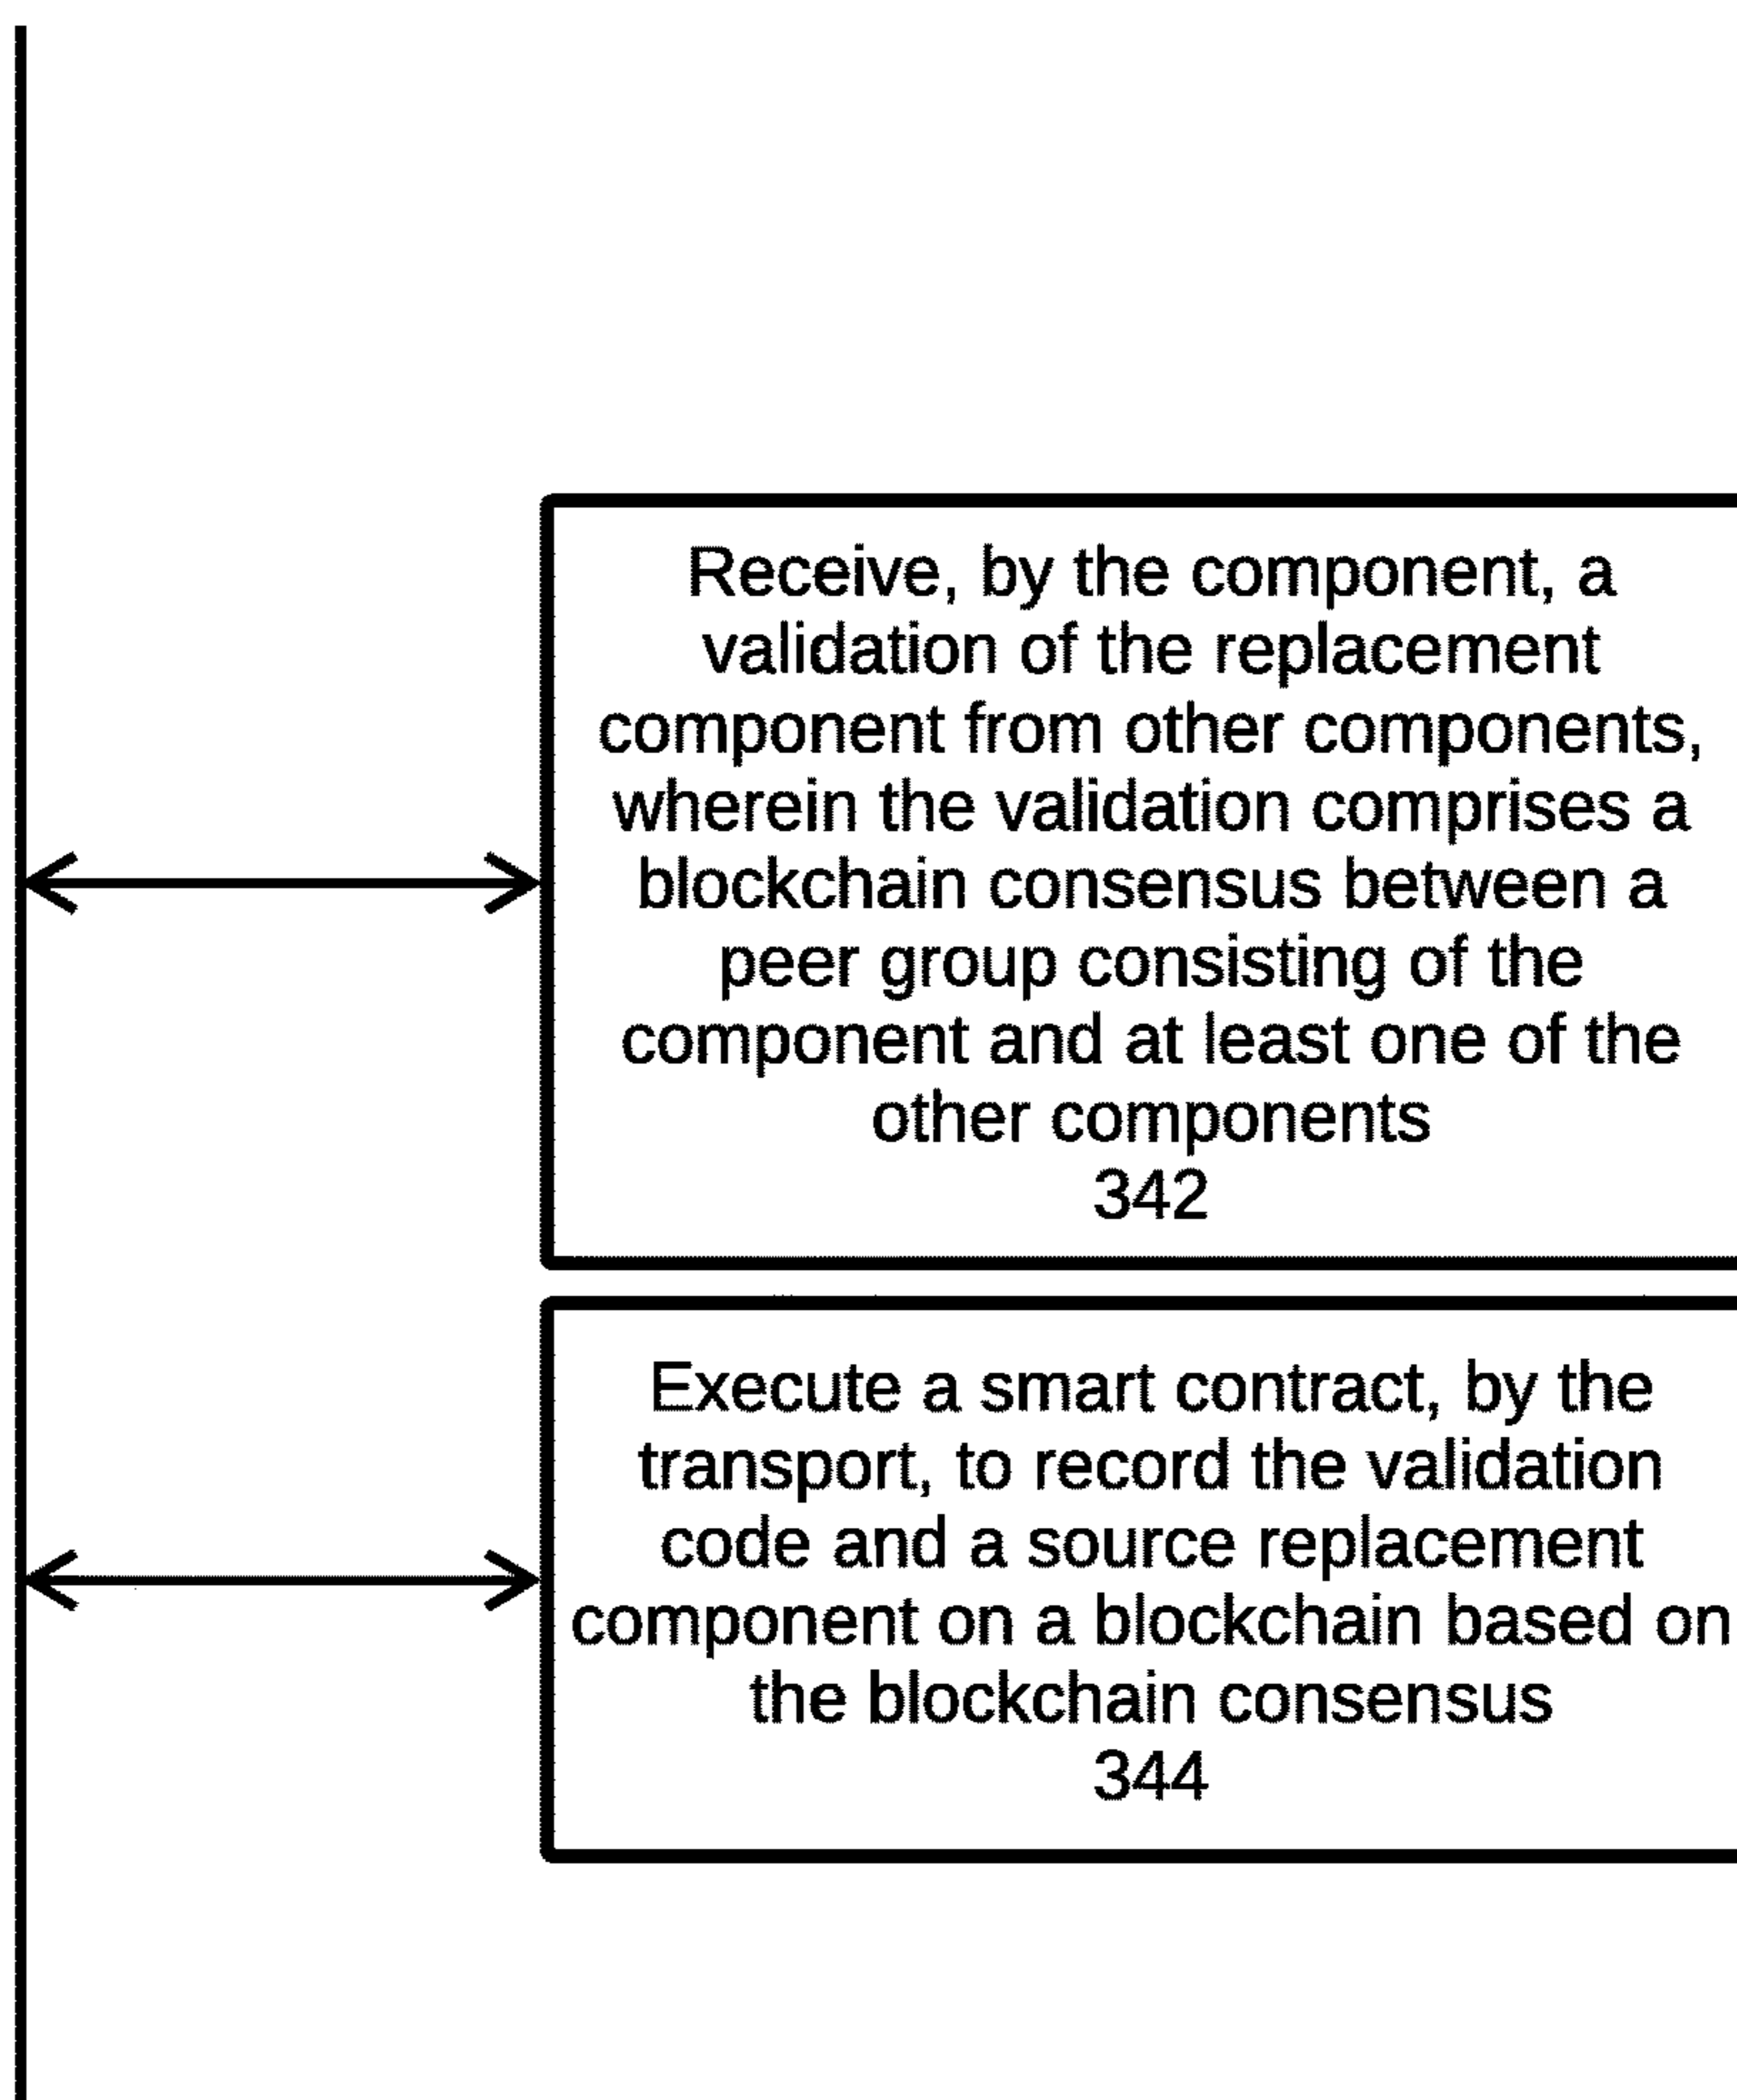 Receive, by the component, a
validation of the replacement
component from other components,
wherein the validation comprises a
blockchain consensus between a
peer group consisting of the
component and at least one of the
other components
342
Execute a smart contract, by the
transport, to record the validation
code and a source replacement
component on a blockchain based on
the blockchain consensus
344